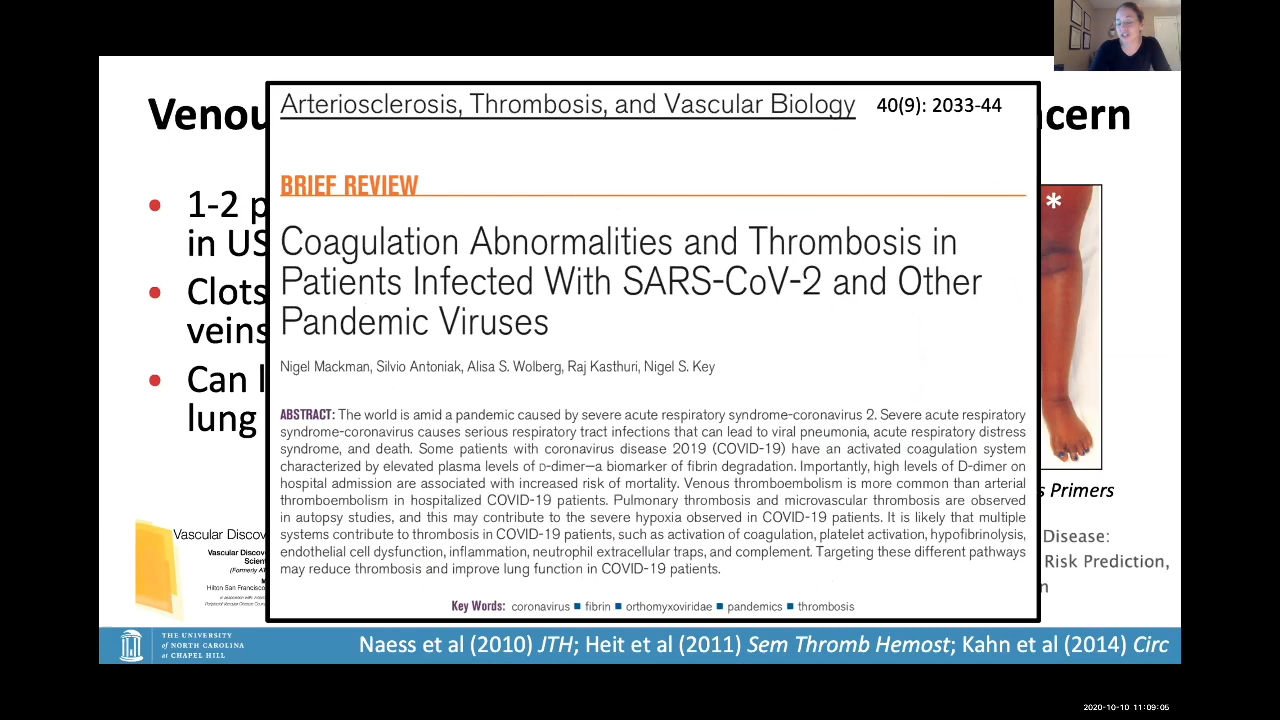 Venou
ncern
Arteriosclerosis, Thrombosis, and Vascular Biology 40(9): 2033-44
BRIEF REVIEW
Coagulation Abnormalities and Thrombosis in
Patients Infected With SARS-CoV-2 and Other
Pandemic Viruses
Nigel Mackman, Silvio Antoniak, Alisa S. Wolberg, Raj Kasthuri, Nigel S. Key
ABSTRACT: The world is amid a pandemic caused by severe acute respiratory syndrome-coronavirus 2. Severe acute respiratory
syndrome-coronavirus causes serious respiratory tract infections that can lead to viral pneumonia, acute respiratory distress
syndrome, and death. Some patients with coronavirus disease 2019 (COVID-19) have an activated coagulation system
characterized by elevated plasma levels of D-dimer—a biomarker of fibrin degradation. Importantly, high levels of D-dimer on
hospital admission are associated with increased risk of mortality. Venous thromboembolism is more common than arterial
thromboembolism in hospitalized COVID-19 patients. Pulmonary thrombosis and microvascular thrombosis are observed
in autopsy studies, and this may contribute to the severe hypoxia observed in COVID-19 patients. It is likely that multiple
systems contribute to thrombosis in COVID-19 patients, such as activation of coagulation, platelet activation, hypofibrinolysis,
endothelial cell dysfunction, inflammation, neutrophil extracellular traps, and complement. Targeting these different pathways
may reduce thrombosis and improve lung function in COVID-19 patients.
Key Words: coronavirus ■ fibrin ■ orthomyxoviridae ■ pandemics ■ thrombosis
• 1-2 p
in US
• Clots
veins
• Can l
lung
*
s Primers
Disease:
Risk Prediction,
n
Vascular Discov
Vascular Disco
Scien
(Formerly AT
Hilton San Francisco
THE UNIVERSITY
of NORTH CAROLINA
at CHAPEL HILL
Naess et al (2010) JTH; Heit et al (2011) Sem Thromb Hemost; Kahn et al (2014) Circ
2020-10-10 11:09:05